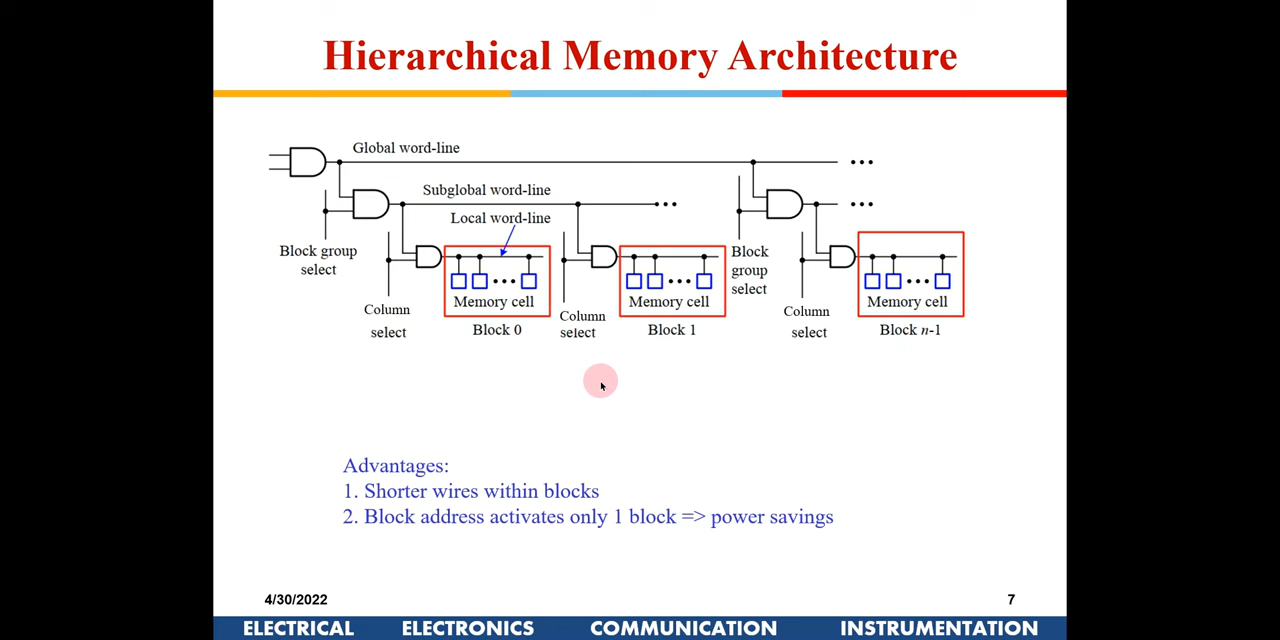 Hierarchical Memory Architecture
Global word-line
Subglobal word-line
Local word-line
Block group
select
Column
select
Memory cell
Block 0
Column
select
Memory cell
Block 1
Block
group
select
Column
select
Memory cell
Block n-1
Advantages:
1. Shorter wires within blocks
2. Block address activates only 1 block => power savings
4/30/2022
7
ELECTRICAL ELECTRONICS COMMUNICATION INSTRUMENTATION